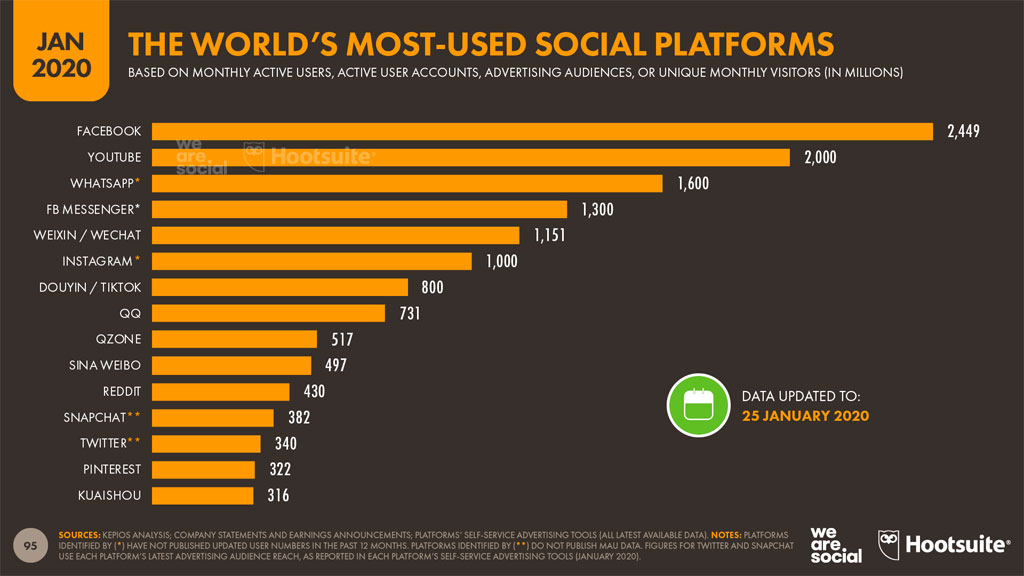 JAN
2020
THE WORLD'S MOST-USED SOCIAL PLATFORMS
BASED ON MONTHLY ACTIVE USERS, ACTIVE USER ACCOUNTS, ADVERTISING AUDIENCES, OR UNIQUE MONTHLY VISITORS (IN MILLIONS)
FACEBOOK 2,449
we
are
social
Hootsuite®
YOUTUBE 2,000
WHATSAPP* 1,600
FB MESSENGER* 1,300
WEIXIN / WECHAT 1,151
INSTAGRAM* 1,000
DOUYIN / TIKTOK 800
QQ 731
QZONE 517
SINA WEIBO 497
REDDIT 430
SNAPCHAT** 382
TWITTER** 340
PINTEREST 322
KUAISHOU 316
DATA UPDATED TO:
25 JANUARY 2020
95
SOURCES: KEPIOS ANALYSIS; COMPANY STATEMENTS AND EARNINGS ANNOUNCEMENTS; PLATFORMS' SELF-SERVICE ADVERTISING TOOLS (ALL LATEST AVAILABLE DATA). NOTES: PLATFORMS
IDENTIFIED BY (*) HAVE NOT PUBLISHED UPDATED USER NUMBERS IN THE PAST 12 MONTHS. PLATFORMS IDENTIFIED BY (**) DO NOT PUBLISH MAU DATA. FIGURES FOR TWITTER AND SNAPCHAT
USE EACH PLATFORM'S LATEST ADVERTISING AUDIENCE REACH, AS REPORTED IN EACH PLATFORM'S SELF-SERVICE ADVERTISING TOOLS (JANUARY 2020).
we
are
social
Hootsuite®